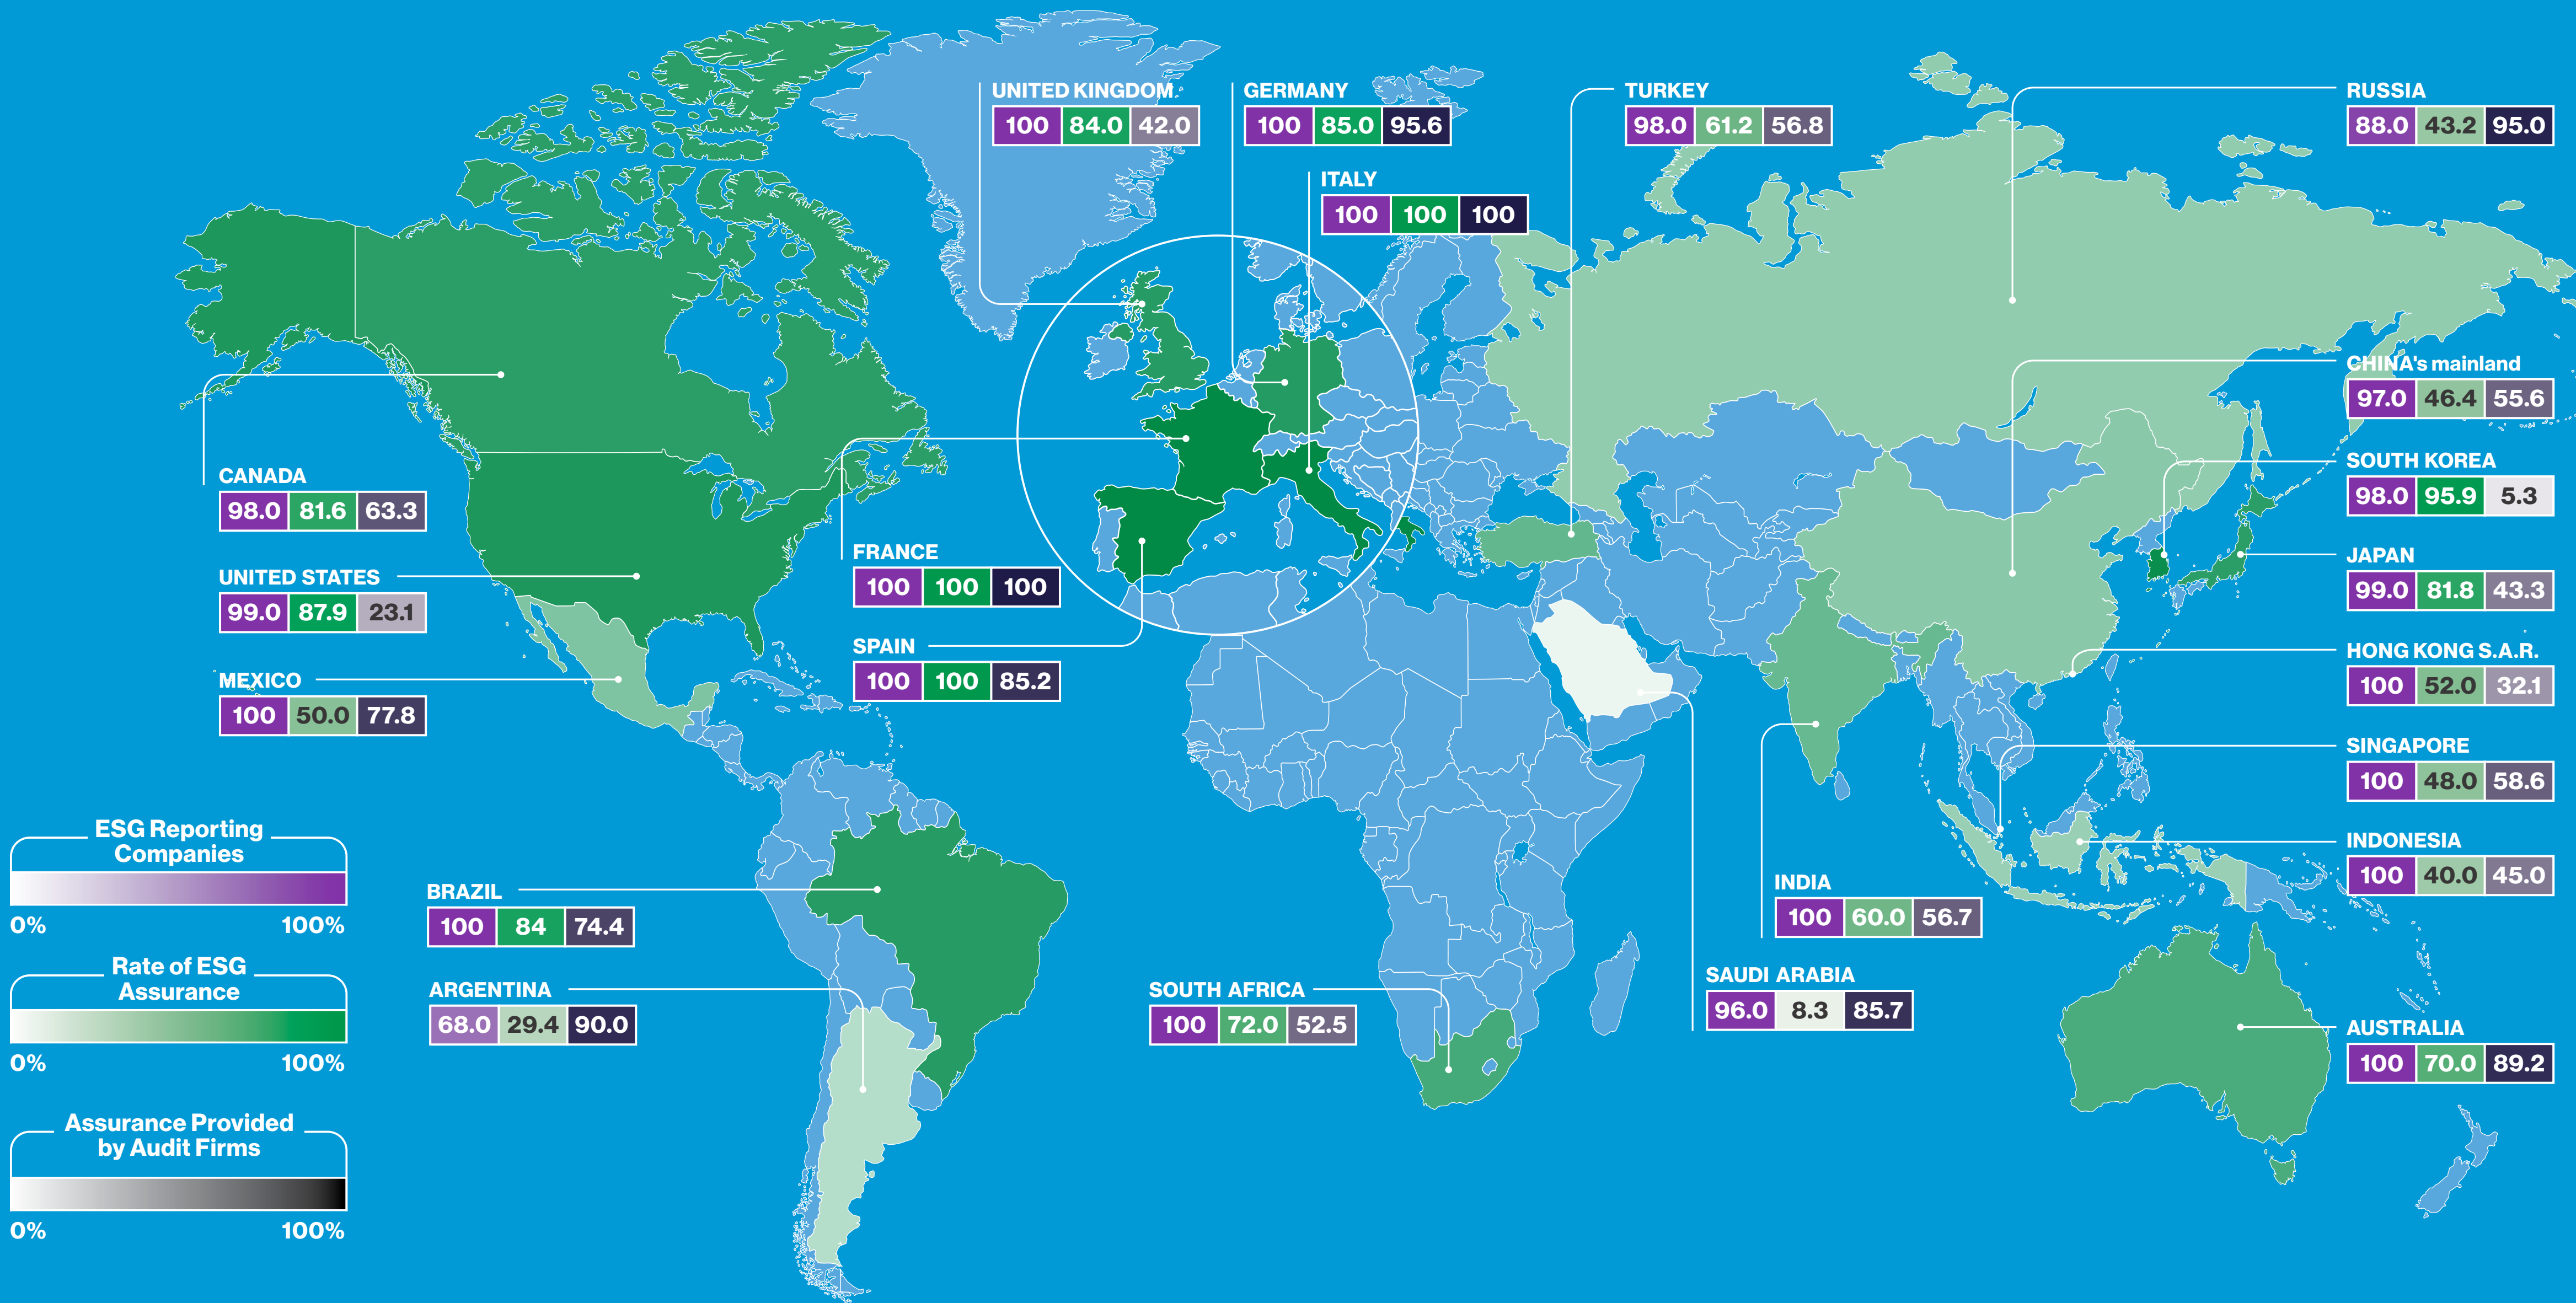 UNITED KINGDOM
100 84.0 42.0
GERMANY
100 85.0 95.6
ITALY
100 100 100
TURKEY
98.0 61.2 56.8
RUSSIA
88.0 43.2 95.0
CHINA's mainland
97.0 46.4 55.6
SOUTH KOREA
98.0 95.9 5.3
JAPAN
99.0 81.8 43.3
HONG KONG S.A.R.
100 52.0 32.1
SINGAPORE
100 48.0 58.6
INDONESIA
100 40.0 45.0
AUSTRALIA
100 70.0 89.2
CANADA
98.0 81.6 63.3
UNITED STATES
99.0 87.9 23.1
MEXICO
100 50.0 77.8
FRANCE
100 100 100
SPAIN
100 100 85.2
BRAZIL
100 84 74.4
ARGENTINA
68.0 29.4 90.0
SOUTH AFRICA
100 72.0 52.5
INDIA
100 60.0 56.7
SAUDI ARABIA
96.0 8.3 85.7
ESG Reporting
Companies
0% 100%
Rate of ESG
Assurance
0% 100%
Assurance Provided
by Audit Firms
0% 100%